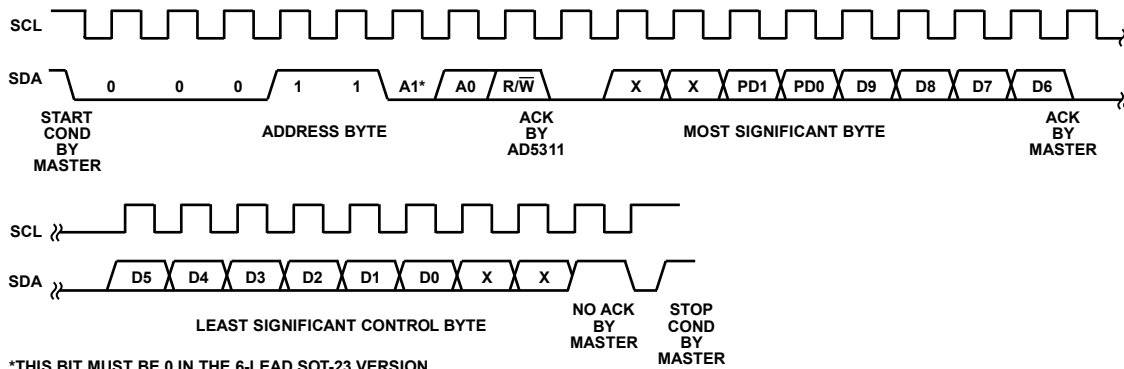 SCL
SDA 0 0 0 1 1 A1* A0 R/W̅ X X PD1 PD0 D9 D8 D7 D6
START COND BY MASTER
ADDRESS BYTE
ACK BY AD5311
MOST SIGNIFICANT BYTE
ACK BY MASTER
SCL
SDA D5 D4 D3 D2 D1 D0 X X
LEAST SIGNIFICANT CONTROL BYTE
NO ACK BY MASTER
STOP COND BY MASTER
*THIS BIT MUST BE 0 IN THE 6-LEAD SOT-23 VERSION